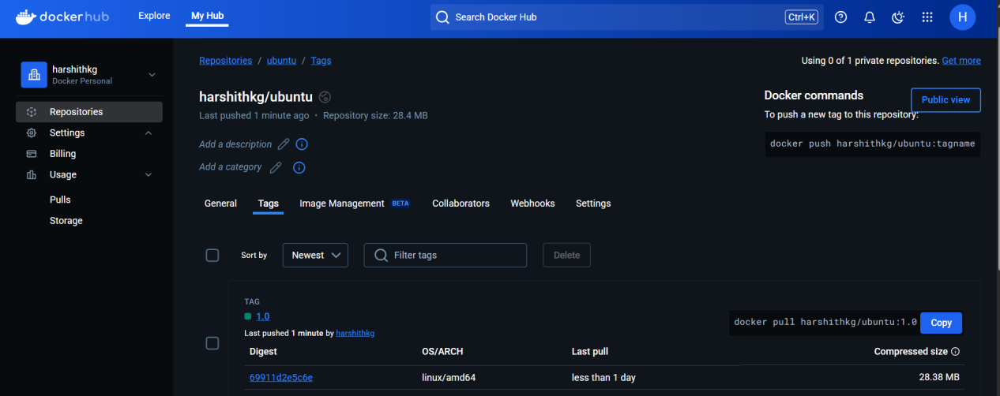 dockerhub
Explore
My Hub
Search Docker Hub
Ctrl+K
H
harshithkg
Docker Personal
Repositories
Settings
Billing
Usage
Pulls
Storage
Repositories / ubuntu / Tags
Using 0 of 1 private repositories. Get more
harshithkg/ubuntu
Last pushed 1 minute ago • Repository size: 28.4 MB
Add a description
Add a category
Docker commands
Public view
To push a new tag to this repository:
docker push harshithkg/ubuntu:tagname
General
Tags
Image Management BETA
Collaborators
Webhooks
Settings
Sort by
Newest
Filter tags
Delete
TAG
1.0
Last pushed 1 minute by harshithkg
docker pull harshithkg/ubuntu:1.0
Copy
Digest
OS/ARCH
Last pull
Compressed size
69911d2e5c6e
linux/amd64
less than 1 day
28.38 MB